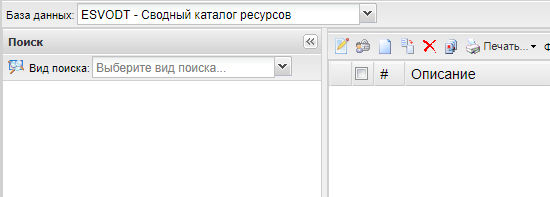 База данных: ESVODT - Сводный каталог ресурсов
Поиск
Вид поиска: Выберите вид поиска...
Печать...
# Описание